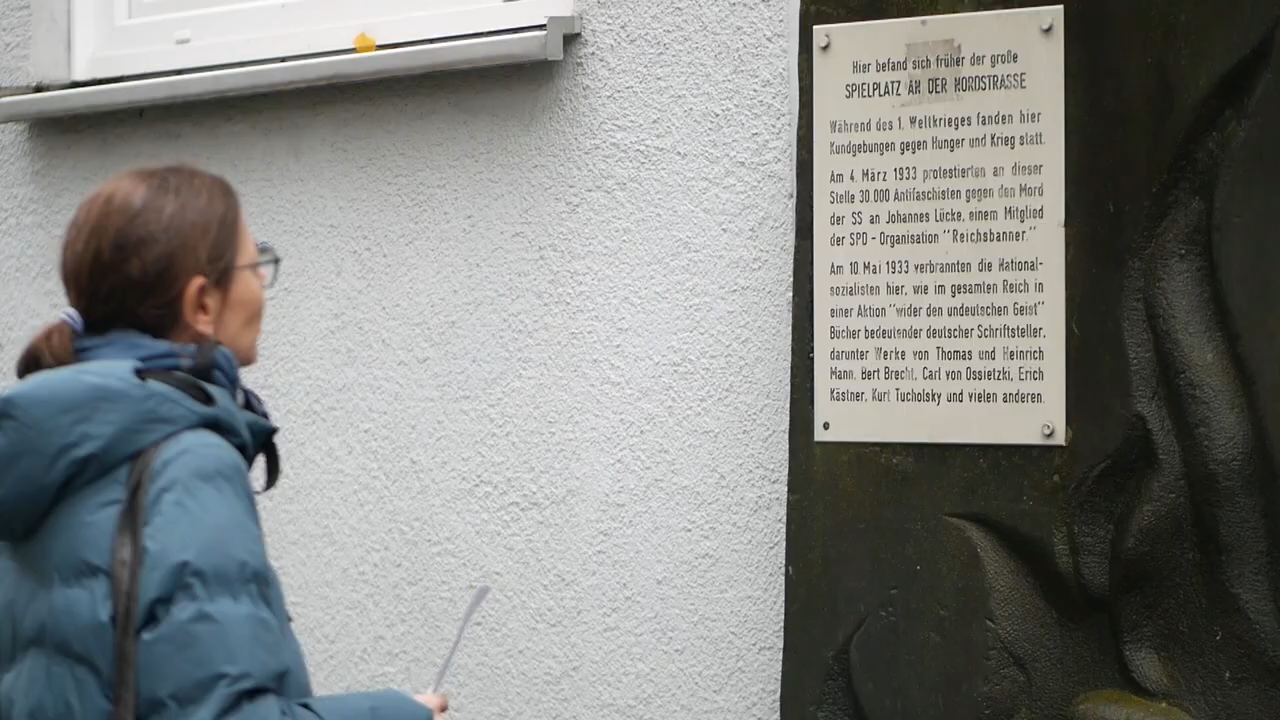 Hier befand sich früher der große
SPIELPLATZ AN DER NORDSTRASSE
Während des 1. Weltkrieges fanden hier
Kundgebungen gegen Hunger und Krieg statt.
Am 4. März 1933 protestierten an dieser
Stelle 30.000 Antifaschisten gegen den Mord
der SS an Johannes Lücke, einem Mitglied
der SPD - Organisation "Reichsbanner."
Am 10. Mai 1933 verbrannten die National-
sozialisten hier, wie im gesamten Reich in
einer Aktion "wider den undeutschen Geist"
Bücher bedeutender deutscher Schriftsteller,
darunter Werke von Thomas und Heinrich
Mann, Bert Brecht, Carl von Ossietzki, Erich
Kästner, Kurt Tucholsky und vielen anderen.